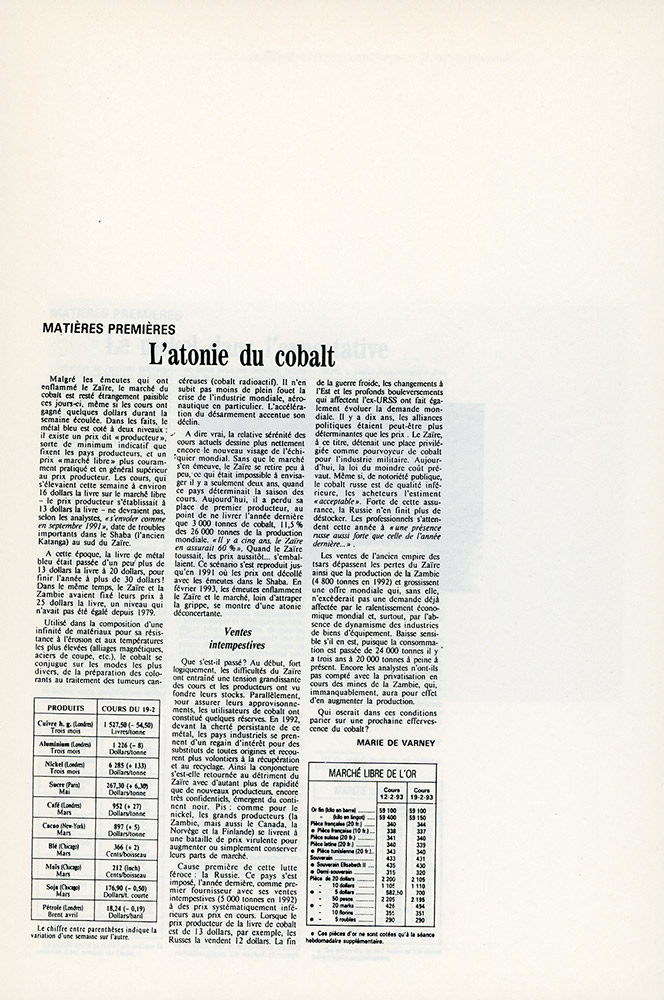 MATIÈRES PREMIÈRES
L'atonie du cobalt
Malgré les émeutes qui ont
enflammé le Zaïre, le marché du
cobalt est resté étrangement paisible
ces jours-ci, même si les cours ont
gagné quelques dollars durant la
semaine écoulée. Dans les faits, le
métal bleu est coté à deux niveaux :
il existe un prix dit « producteur »,
sorte de minimum indicatif que
fixent les pays producteurs, et un
prix « marché libre » plus couram-
ment pratiqué et en général supérieur
au prix producteur. Les cours, qui
s'élevaient cette semaine à environ
16 dollars la livre sur le marché libre
– le prix producteur s'établissait à
13 dollars la livre – ne devraient pas,
selon les analystes, « s'envoler comme
en septembre 1991 », date de troubles
importants dans le Shaba (l'ancien
Katanga) au sud du Zaïre.
A cette époque, la livre de métal
bleu était passée d'un peu plus de
13 dollars la livre à 20 dollars, pour
finir l'année à plus de 30 dollars !
Dans le même temps, le Zaïre et la
Zambie avaient fixé leurs prix à
25 dollars la livre, un niveau qui
n'avait pas été égalé depuis 1979.
Utilisé dans la composition d'une
infinité de matériaux pour sa résis-
tance à l'érosion et aux températures
les plus élevées (alliages magnétiques,
aciers de coupe, etc.), le cobalt se
conjugue sur les modes les plus
divers, de la préparation des colo-
rants au traitement des tumeurs can-
céreuses (cobalt radioactif). Il n'en
subit pas moins de plein fouet la
crise de l'industrie mondiale, aéro-
nautique en particulier. L'accéléra-
tion du désarmement accentue son
déclin.
A dire vrai, la relative sérénité des
cours actuels dessine plus nettement
encore le nouveau visage de l'échi-
quier mondial. Sans que le marché
s'en émeuve, le Zaïre se retire peu à
peu, ce qui était impossible à envisa-
ger il y a seulement deux ans, quand
ce pays déterminait la saison des
cours. Aujourd'hui, il a perdu sa
place de premier producteur, au
point de ne livrer l'année dernière
que 3 000 tonnes de cobalt, 11,5 %
des 26 000 tonnes de la production
mondiale. « Il y a cinq ans, le Zaïre
en assurait 60 % ». Quand le Zaïre
toussait, les prix aussitôt... s'embal-
laient. Ce scénario s'est reproduit jus-
qu'en 1991 où les prix ont décollé
avec les émeutes dans le Shaba. En
février 1993, les émeutes enflamment
le Zaïre et le marché, loin d'attraper
la grippe, se montre d'une atonie
déconcertante.
Ventes
intempestives
Que s'est-il passé ? Au début, fort
logiquement, les difficultés du Zaïre
ont entraîné une tension grandissante
des cours et les producteurs ont vu
fondre leurs stocks. Parallèlement,
pour assurer leurs approvisionne-
ments, les utilisateurs de cobalt ont
constitué quelques réserves. En 1992,
devant la cherté persistante de ce
métal, les pays industriels se pren-
nent d'un regain d'intérêt pour des
substituts de toutes origines et recou-
rent plus volontiers à la récupération
et au recyclage. Ainsi la conjoncture
s'est-elle retournée au détriment du
Zaïre avec d'autant plus de rapidité
que de nouveaux producteurs, encore
très confidentiels, émergent du conti-
nent noir. Pis : comme pour le
nickel, les grands producteurs (la
Zambie, mais aussi le Canada, la
Norvège et la Finlande) se livrent à
une bataille de prix virulente pour
augmenter ou simplement conserver
leurs parts de marché.
Cause première de cette lutte
féroce : la Russie. Ce pays s'est
imposé, l'année dernière, comme pre-
mier fournisseur avec ses ventes
intempestives (5 000 tonnes en 1992)
à des prix systématiquement infé-
rieurs aux prix en cours. Lorsque le
prix producteur de la livre de cobalt
est de 13 dollars, par exemple, les
Russes la vendent 12 dollars. La fin
de la guerre froide, les changements à
l'Est et les profonds bouleversements
qui affectent l'ex-URSS ont fait éga-
lement évoluer la demande mon-
diale. Il y a dix ans, les alliances
politiques étaient peut-être plus
déterminantes que les prix. Le Zaïre,
à ce titre, détenait une place privilé-
giée comme pourvoyeur de cobalt
pour l'industrie militaire. Aujour-
d'hui, la loi du moindre coût pré-
vaut. Même si, de notoriété publique,
le cobalt russe est de qualité infé-
rieure, les acheteurs l'estiment
« acceptable ». Forte de cette assu-
rance, la Russie n'en finit plus de
déstocker. Les professionnels s'atten-
dent cette année à « une présence
russe aussi forte que celle de l'année
dernière... ».
Les ventes de l'ancien empire des
tsars dépassent les pertes du Zaïre
ainsi que la production de la Zambie
(4 800 tonnes en 1992) et grossissent
une offre mondiale qui, sans elle,
n'excéderait pas une demande déjà
affectée par le ralentissement écono-
mique mondial et, surtout, par l'ab-
sence de dynamisme des industries
de biens d'équipement. Baisse sensi-
ble s'il en est, puisque la consomma-
tion est passée de 24 000 tonnes il y
a trois ans à 20 000 tonnes à peine à
présent. Encore les analystes n'ont-ils
pas compté avec la privatisation en
cours des mines de la Zambie, qui,
immanquablement, aura pour effet
d'en augmenter la production.
Qui oserait dans ces conditions
parier sur une prochaine efferves-
cence du cobalt ?
MARIE DE VARNEY
PRODUITS COURS DU 19-2
Cuivre h. g. (Londres) 1 527,50 (– 54,50)
Trois mois Livres/tonne
Aluminium (Londres) 1 226 (– 8)
Trois mois Dollars/tonne
Nickel (Londres) 6 285 (+ 133)
Trois mois Dollars/tonne
Sucre (Paris) 267,30 (+ 6,30)
Mai Dollars/tonne
Café (Londres) 952 (+ 27)
Mars Dollars/tonne
Cacao (New-York) 897 (+ 5)
Mars Dollars/tonne
Blé (Chicago) 366 (+ 2)
Mars Cents/boisseau
Maïs (Chicago) 212 (inch)
Mars Cents/boisseau
Soja (Chicago) 176,90 (– 0,50)
Mars Dollars/t. courte
Pétrole (Londres) 18,24 (– 0,19)
Brent avril Dollars/baril
Le chiffre entre parenthèses indique la
variation d'une semaine sur l'autre.
MARCHÉ LIBRE DE L'OR
Cours Cours
12-2-93 19-2-93
Or fin (kilo en barre) 59 100 59 100
– (kilo en lingot) 59 400 59 150
Pièce française (20 fr.) 340 344
● Pièce française (10 fr.) 338 337
Pièce suisse (20 fr.) 341 340
Pièce latine (20 fr.) 340 339
● Pièce tunisienne (20 fr.) 343 340
Souverain 433 431
● Souverain Elisabeth II 435 430
● Demi-souverain 315 320
Pièce de 20 dollars 2 200 2 105
– 10 dollars 1 105 1 110
● – 5 dollars 582,50 700
– 50 pesos 2 205 2 195
● – 20 marks 428 434
– 10 florins 355 351
● – 5 roubles 290 290
● Ces pièces d'or ne sont cotées qu'à la séance
hebdomadaire supplémentaire.